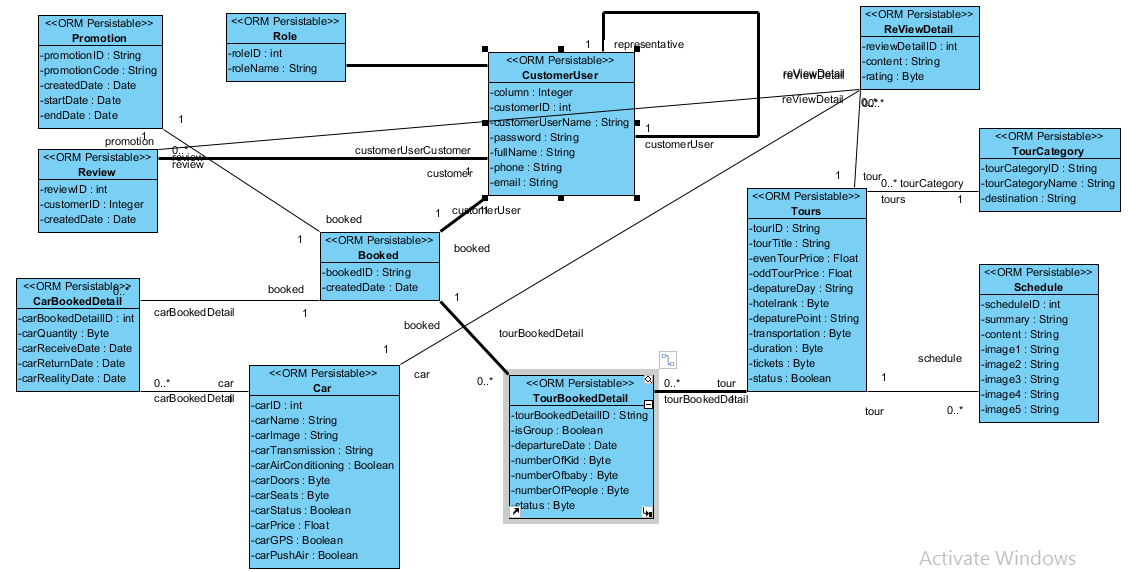 <<ORM Persistable>>
Promotion
-promotionID : String
-promotionCode : String
-createdDate : Date
-startDate : Date
-endDate : Date
<<ORM Persistable>>
Role
-roleID : int
-roleName : String
1
representative
<<ORM Persistable>>
CustomerUser
-column : Integer
-customerID : int
-customerUserName : String
-password : String
-fullName : String
-phone : String
-email : String
1
customerUser
<<ORM Persistable>>
ReViewDetail
-reviewDetailID : int
-content : String
-rating : Byte
reViewDetail
reViewDetail
reViewDetail
0..*
1
1
promotion
0..*
review
review
customerUserCustomer
customer
1
<<ORM Persistable>>
Review
-reviewID : int
-customerID : Integer
-createdDate : Date
<<ORM Persistable>>
TourCategory
-tourCategoryID : String
-tourCategoryName : String
-destination : String
1
tour
0..* tourCategory
tours
1
booked
1
1
customerUser
1
booked
<<ORM Persistable>>
Booked
-bookedID : String
-createdDate : Date
<<ORM Persistable>>
Tours
-tourID : String
-tourTitle : String
-evenTourPrice : Float
-oddTourPrice : Float
-depatureDay : String
-hotelrank : Byte
-depaturePoint : String
-transportation : Byte
-duration : Byte
-tickets : Byte
-status : Boolean
<<ORM Persistable>>
Schedule
-scheduleID : int
-summary : String
-content : String
-image1 : String
-image2 : String
-image3 : String
-image4 : String
-image5 : String
<<ORM Persistable>>
0..*
CarBookedDetail
-carBookedDetailID : int
-carQuantity : Byte
-carReceiveDate : Date
-carReturnDate : Date
-carRealityDate : Date
booked
carBookedDetail
1
1
booked
tourBookedDetail
1
car
0..*
0..*
car
carBookedDetail
1
<<ORM Persistable>>
Car
-carID : int
-carName : String
-carImage : String
-carTransmission : String
-carAirConditioning : Boolean
-carDoors : Byte
-carSeats : Byte
-carStatus : Boolean
-carPrice : Float
-carGPS : Boolean
-carPushAir : Boolean
<<ORM Persistable>>
TourBookedDetail
-tourBookedDetailID : String
-isGroup : Boolean
-departureDate : Date
-numberOfKid : Byte
-numberOfbaby : Byte
-numberOfPeople : Byte
-status : Byte
0..*
tour
tourBookedDetail
1
schedule
1
tour
0..*
Activate Windows